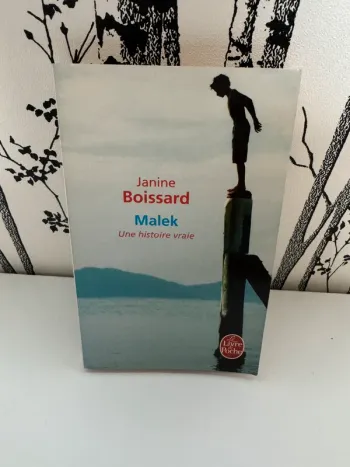 Janine
Boissard
Malek
Une histoire vraie
Le
Livre
de
Poche